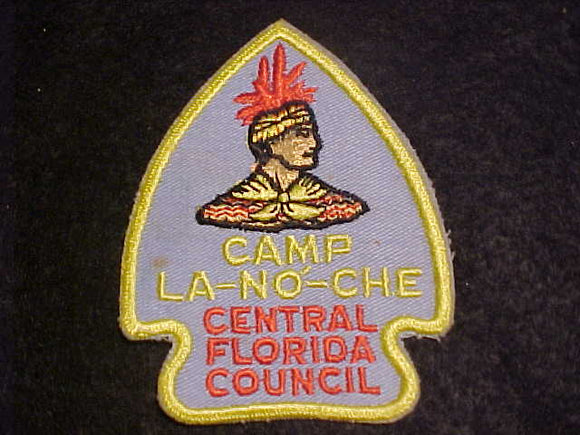 CAMP
LA-NO´-CHE
CENTRAL
FLORIDA
COUNCIL